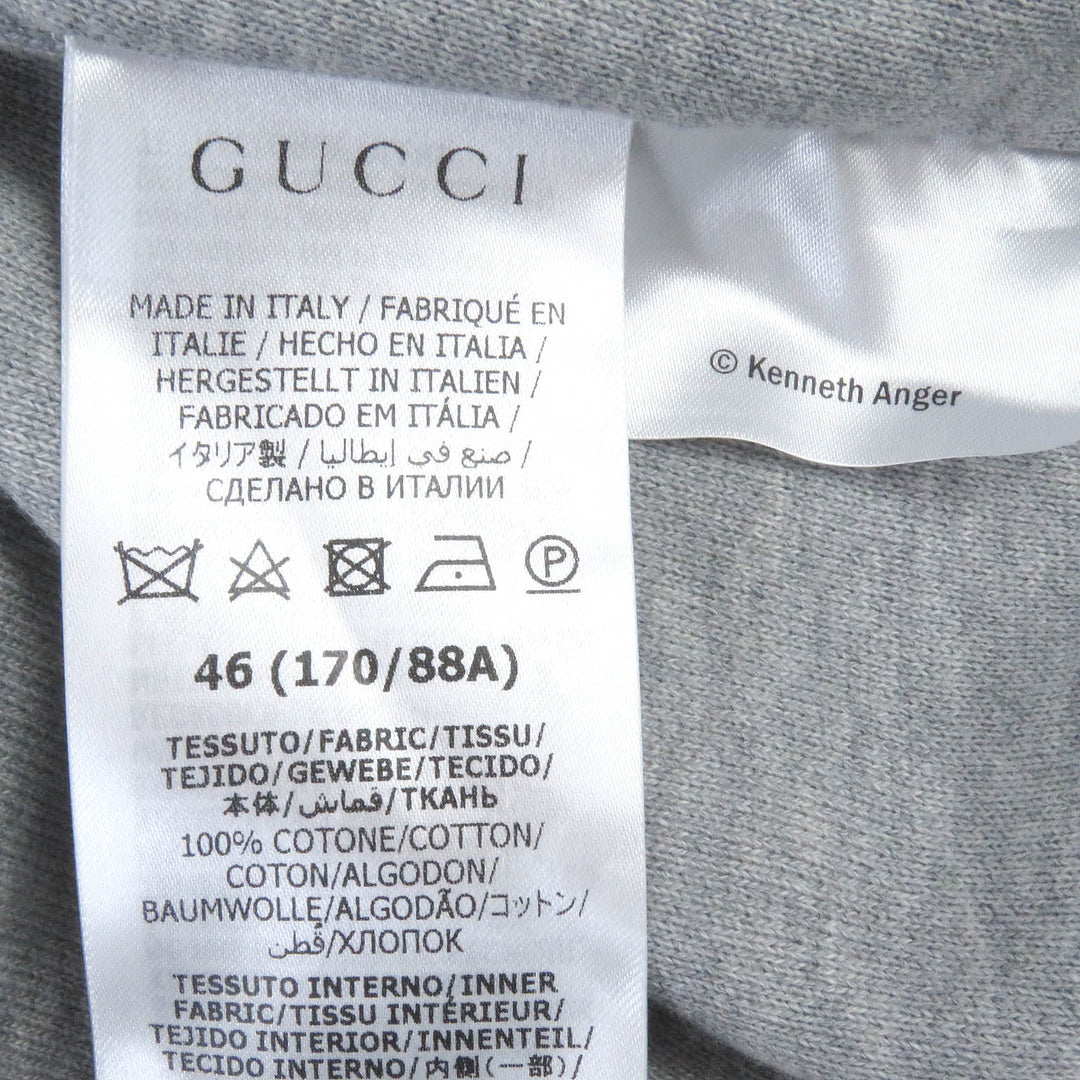 GUCCI
MADE IN ITALY / FABRIQUÉ EN
ITALIE / HECHO EN ITALIA /
HERGESTELLT IN ITALIEN /
FABRICADO EM ITÁLIA /
イタリア製 / صنع في إيطاليا /
СДЕЛАНО В ИТАЛИИ
P
46 (170/88A)
TESSUTO/FABRIC/TISSU/
TEJIDO/GEWEBE/TECIDO/
本体/قماش/ТКАНЬ
100% COTONE/COTTON/
COTON/ALGODON/
BAUMWOLLE/ALGODÃO/コットン/
قُطن/ХЛОПОК
TESSUTO INTERNO/INNER
FABRIC/TISSU INTÉRIEUR/
TEJIDO INTERIOR/INNENTEIL/
TECIDO INTERNO/内側(一部)/
© Kenneth Anger